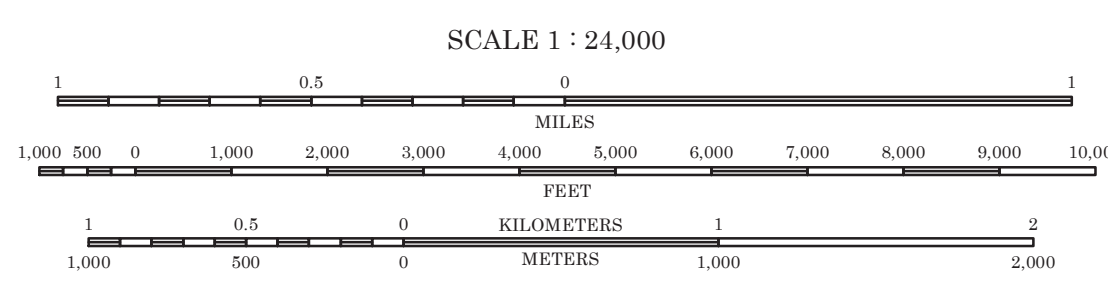 SCALE 1 : 24,000
1 0.5 0 1
MILES
1,000 500 0 1,000 2,000 3,000 4,000 5,000 6,000 7,000 8,000 9,000
FEET
1 0.5 0 KILOMETERS 1 2
1,000 500 0 METERS 1,000 2,000